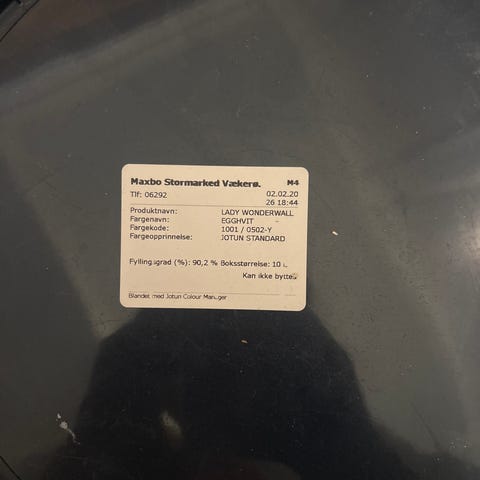 Maxbo Stormarked Vækerø. M4
Tlf: 06292 02.02.20
26 18:44
Produktnavn: LADY WONDERWALL
Fargenavn: EGGHVIT
Fargekode: 1001 / 0502-Y
Fargeopprinnelse: JOTUN STANDARD
Fyllingsgrad (%): 90,2 % Boksstørrelse: 10 L
Kan ikke byttes
Blandet med Jotun Colour Manager